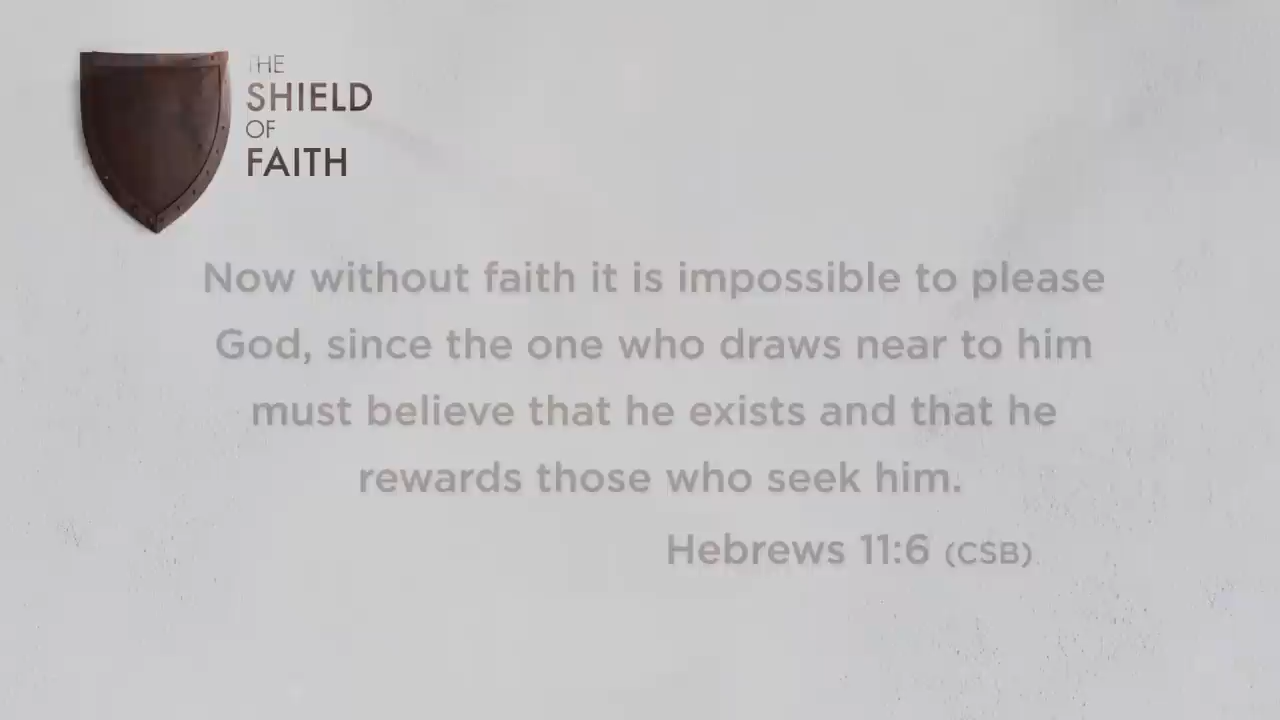 THE
SHIELD
OF
FAITH
Now without faith it is impossible to please
God, since the one who draws near to him
must believe that he exists and that he
rewards those who seek him.
Hebrews 11:6 (CSB)